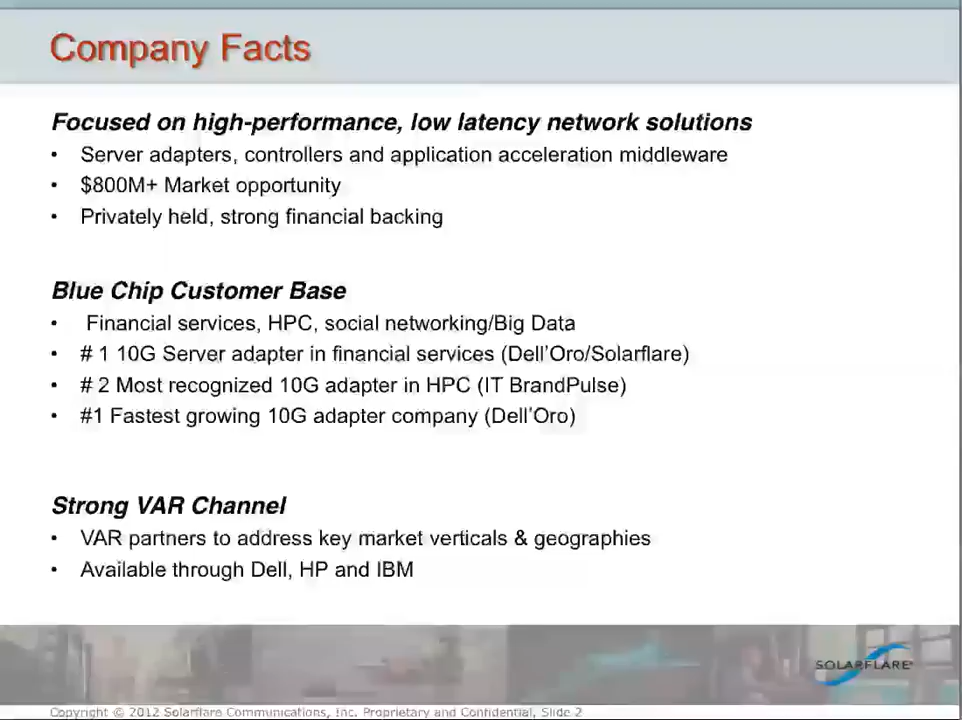 Company Facts
Focused on high-performance, low latency network solutions
• Server adapters, controllers and application acceleration middleware
• $800M+ Market opportunity
• Privately held, strong financial backing
Blue Chip Customer Base
• Financial services, HPC, social networking/Big Data
• # 1 10G Server adapter in financial services (Dell'Oro/Solarflare)
• # 2 Most recognized 10G adapter in HPC (IT BrandPulse)
• #1 Fastest growing 10G adapter company (Dell'Oro)
Strong VAR Channel
• VAR partners to address key market verticals & geographies
• Available through Dell, HP and IBM
SOLARFLARE
Copyright © 2012 Solarflare Communications, Inc. Proprietary and Confidential, Slide 2